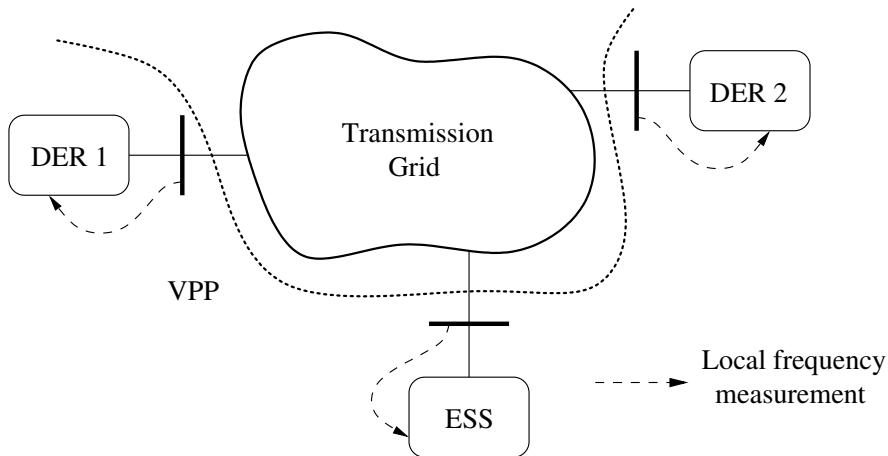 DER 2
Transmission
Grid
DER 1
VPP
Local frequency
measurement
ESS